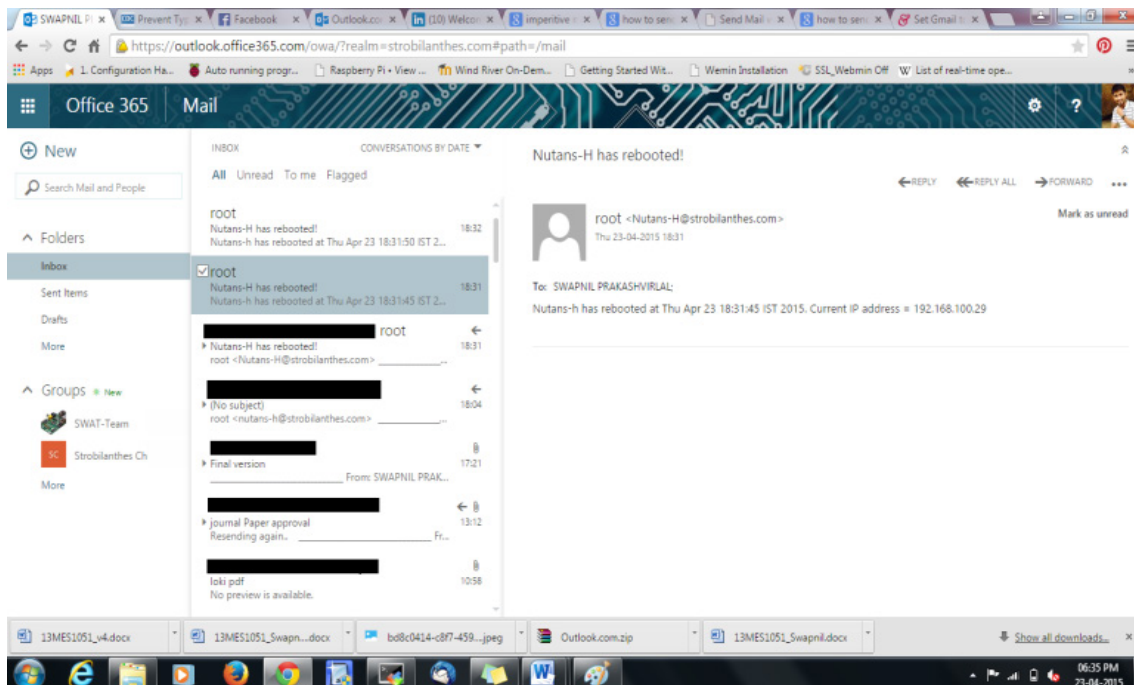 SWAPNIL P
Prevent Typ
Facebook
Outlook.co
(10) Welcor
imperitive
how to sen
Send Mail
how to sen
Set Gmail
https://outlook.office365.com/owa/?realm=strobilanthes.com#path=/mail
Apps
1. Configuration Ha...
Auto running progr...
Raspberry Pi • View ...
Wind River On-Dem...
Getting Started Wit...
Wemin Installation
SSL_Webmin Off
List of real-time ope...
Office 365
Mail
?
New
Search Mail and People
Folders
Inbox
Sent Items
Drafts
More
Groups
New
SWAT-Team
SC
Strobilanthes Ch
More
INBOX
CONVERSATIONS BY DATE
All Unread To me Flagged
root
Nutans-H has rebooted!
18:32
Nutans-h has rebooted at Thu Apr 23 18:31:50 IST 2...
root
Nutans-H has rebooted!
18:31
Nutans-h has rebooted at Thu Apr 23 18:31:45 IST 2...
root
Nutans-H has rebooted!
18:31
root <Nutans-H@strobilanthes.com> ____________...
(No subject)
18:04
root <nutans-h@strobilanthes.com> ____________...
Final version
17:21
________________________ From: SWAPNIL PRAK...
journal Paper approval
13:12
Resending again.. ________________________ Fr...
loki pdf
10:58
No preview is available.
Nutans-H has rebooted!
REPLY
REPLY ALL
FORWARD
...
root <Nutans-H@strobilanthes.com>
Mark as unread
Thu 23-04-2015 18:31
To: SWAPNIL PRAKASHVIRLAL;
Nutans-h has rebooted at Thu Apr 23 18:31:45 IST 2015. Current IP address = 192.168.100.29
13MES1051_v4.docx
13MES1051_Swapn...docx
bd8c0414-c8f7-459...jpeg
Outlook.com.zip
13MES1051_Swapnil.docx
Show all downloads...
06:35 PM
23-04-2015